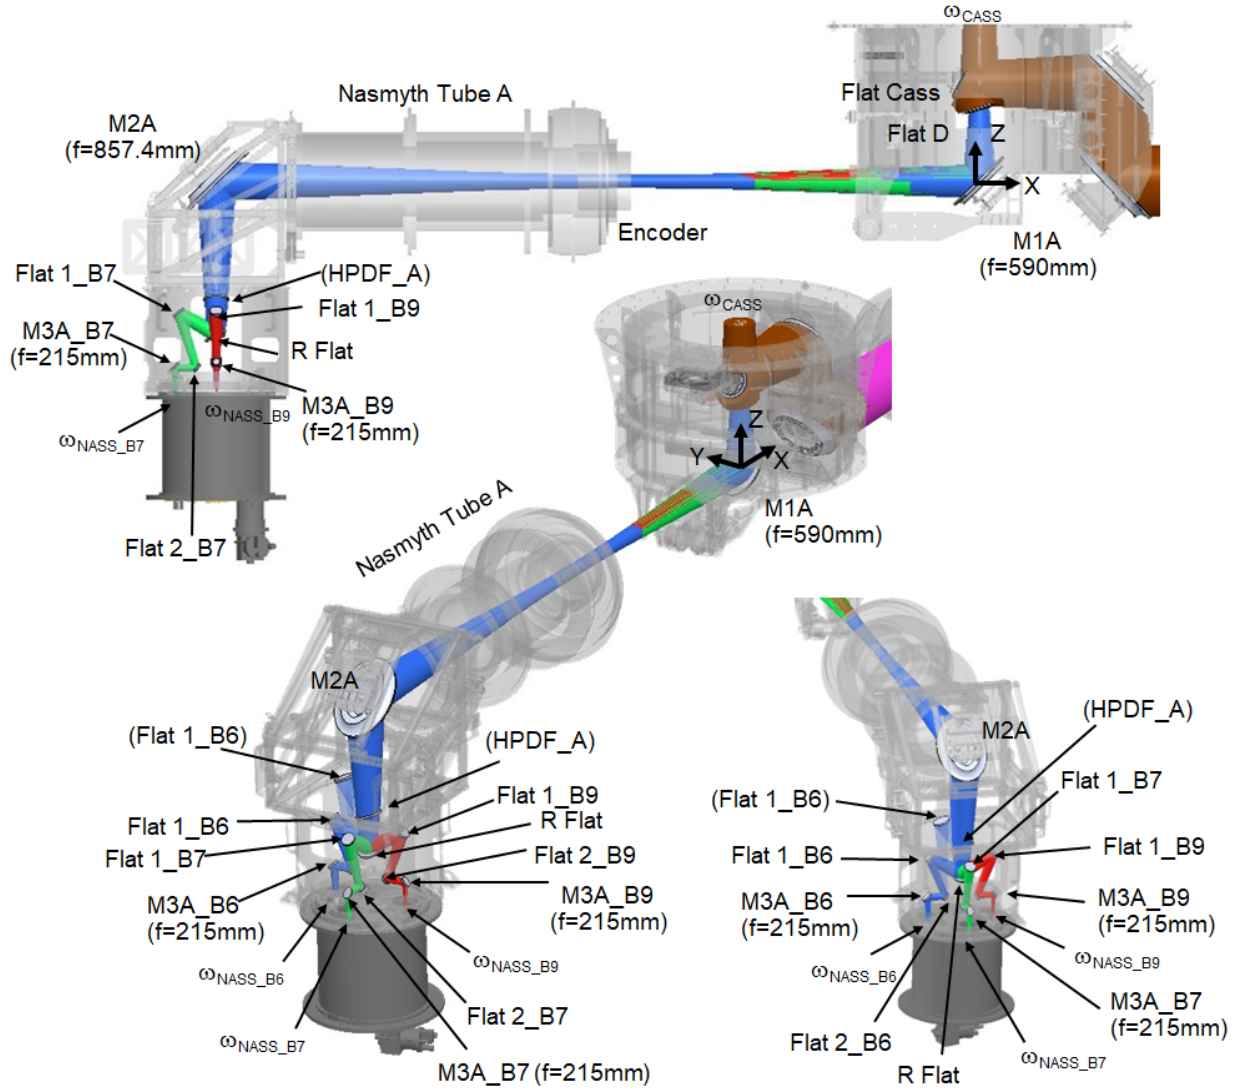 ωCASS
Nasmyth Tube A
Flat Cass
M2A
(f=857.4mm)
Flat D
Z
X
Encoder
M1A
(f=590mm)
Flat 1_B7
(HPDF_A)
Flat 1_B9
M3A_B7
(f=215mm)
R Flat
M3A_B9
(f=215mm)
ωNASS_B9
ωNASS_B7
Flat 2_B7
ωCASS
Z
Y
X
Nasmyth Tube A
M1A
(f=590mm)
M2A
(Flat 1_B6)
(HPDF_A)
Flat 1_B9
Flat 1_B6
R Flat
Flat 1_B7
Flat 2_B9
M3A_B6
(f=215mm)
M3A_B9
(f=215mm)
ωNASS_B6
ωNASS_B9
Flat 2_B7
ωNASS_B7
M3A_B7 (f=215mm)
(HPDF_A)
M2A
Flat 1_B7
(Flat 1_B6)
Flat 1_B6
Flat 1_B9
M3A_B6
(f=215mm)
M3A_B9
(f=215mm)
ωNASS_B6
ωNASS_B9
M3A_B7
(f=215mm)
Flat 2_B6
ωNASS_B7
R Flat